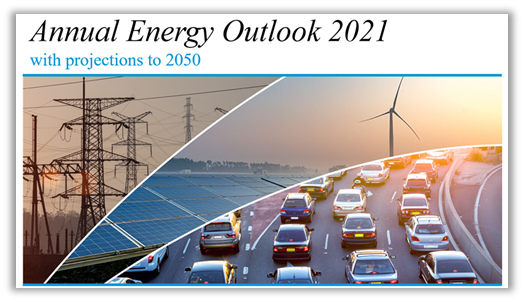 Annual Energy Outlook 2021
with projections to 2050